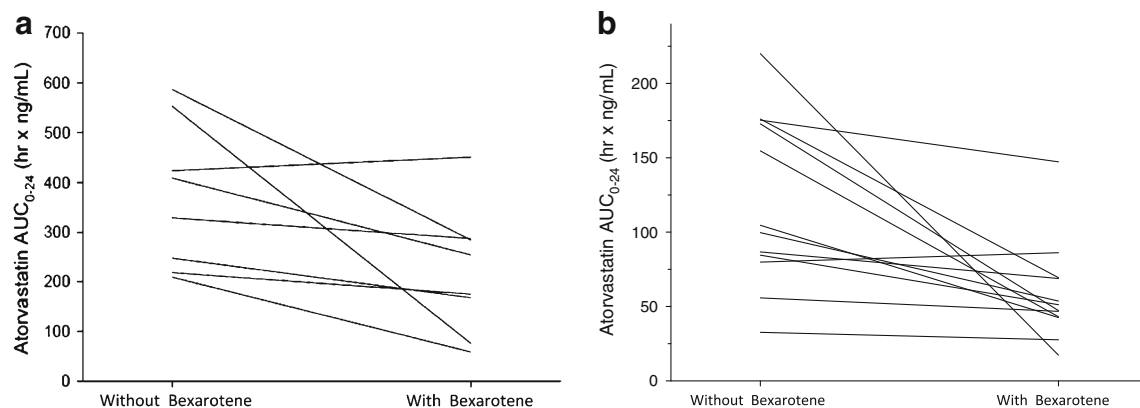 a
Atorvastatin AUC0-24 (hr x ng/mL)
700
600
500
400
300
200
100
0
Without Bexarotene
With Bexarotene
b
Atorvastatin AUC0-24 (hr x ng/mL)
200
150
100
50
0
Without Bexarotene
With Bexarotene